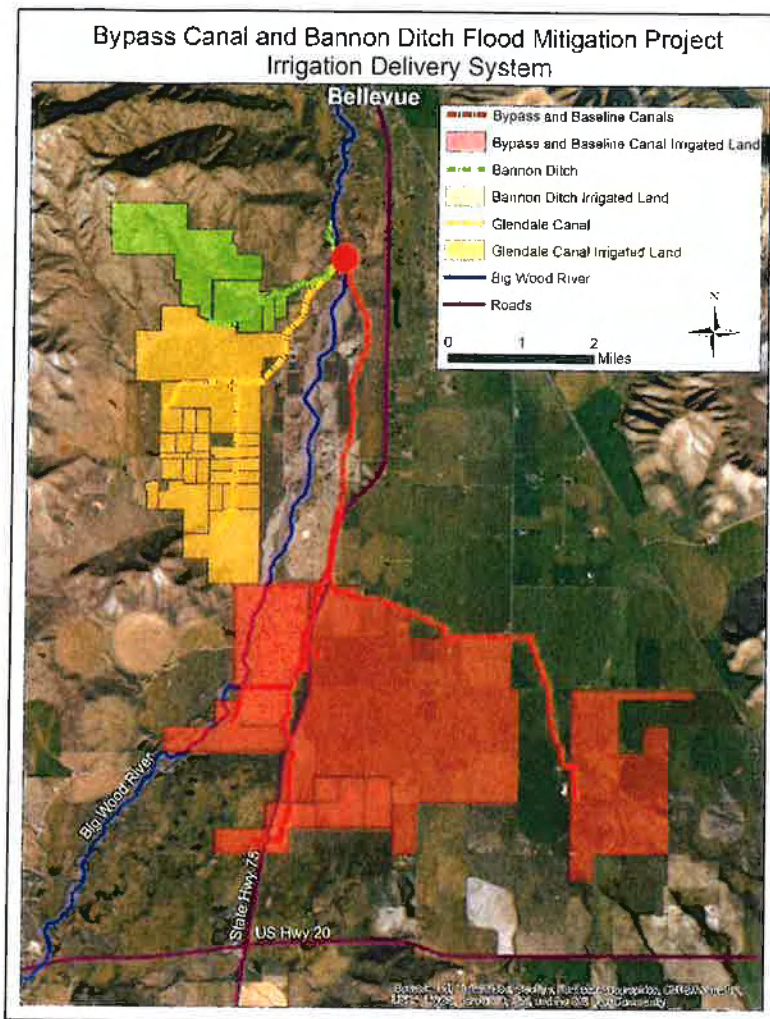 Bypass Canal and Bannon Ditch Flood Mitigation Project
Irrigation Delivery System
Bellevue
Bypass and Baseline Canals
Bypass and Baseline Canal Irrigated Land
Bannon Ditch
Bannon Ditch Irrigated Land
Glendale Canal
Glendale Canal Irrigated Land
Big Wood River
Roads
N
0 1 2
Miles
Big Wood River
State Hwy 75
US Hwy 20